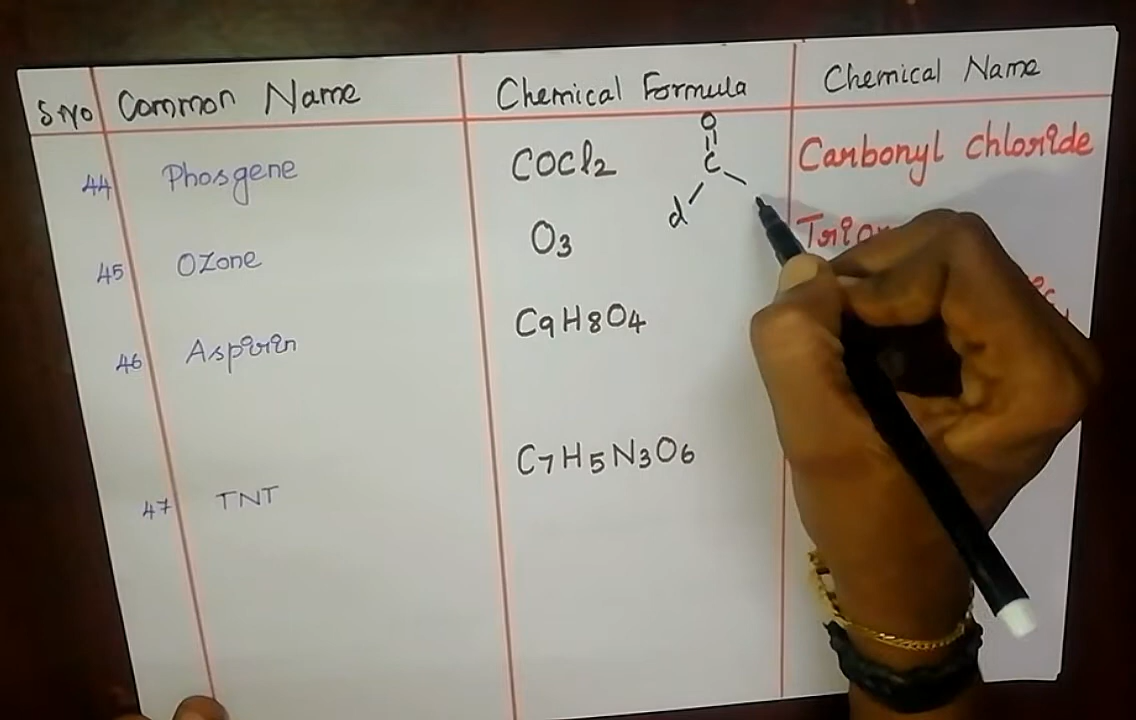 S.No Common Name Chemical Formula Chemical Name
O
44 Phosgene COCl2 C Carbonyl chloride
Cl
45 Ozone O3
46 Aspirin C9H8O4
47 TNT C7H5N3O6